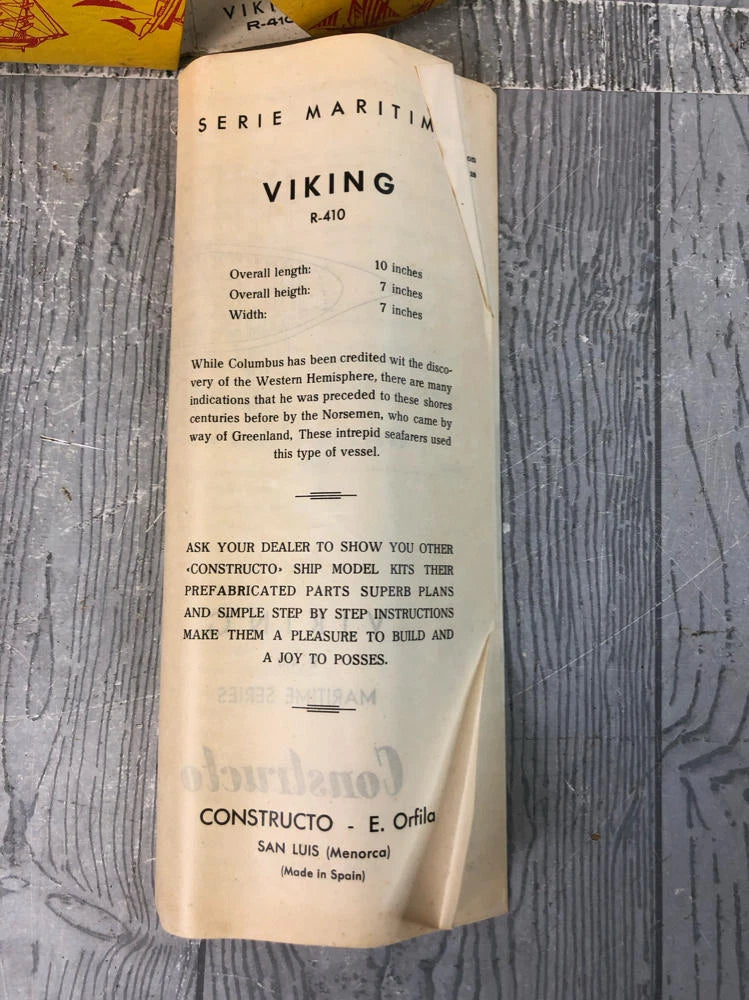 VIKI
R-410
SERIE MARITIM
VIKING
R-410
Overall length: 10 inches
Overall heigth: 7 inches
Width: 7 inches
While Columbus has been credited wit the disco-
very of the Western Hemisphere, there are many
indications that he was preceded to these shores
centuries before by the Norsemen, who came by
way of Greenland, These intrepid seafarers used
this type of vessel.
ASK YOUR DEALER TO SHOW YOU OTHER
‹CONSTRUCTO› SHIP MODEL KITS THEIR
PREFABRICATED PARTS SUPERB PLANS
AND SIMPLE STEP BY STEP INSTRUCTIONS
MAKE THEM A PLEASURE TO BUILD AND
A JOY TO POSSES.
MARITIME SERIES
Constructo
CONSTRUCTO - E. Orfila
SAN LUIS (Menorca)
(Made in Spain)